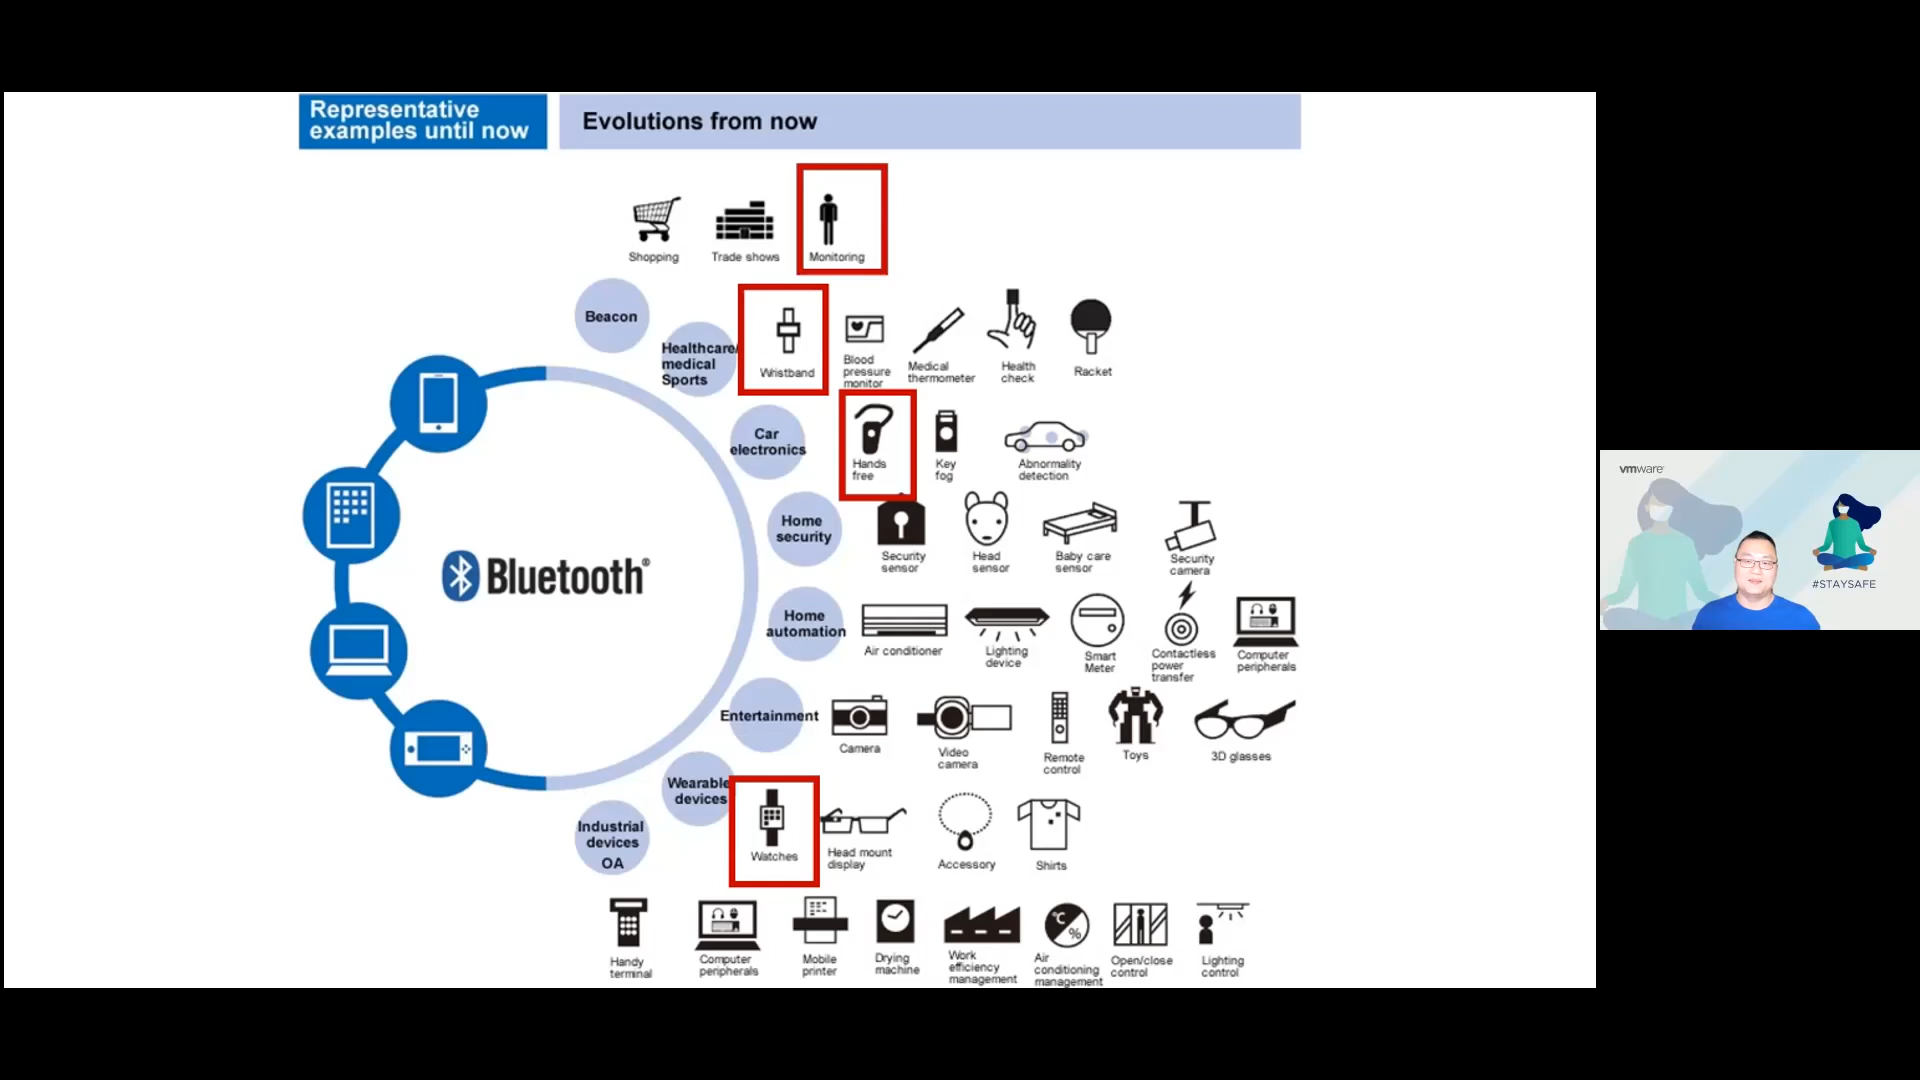 Representative
examples until now
Evolutions from now
Shopping
Trade shows
Monitoring
Beacon
Healthcare/
medical
Sports
Wristband
Blood
pressure
monitor
Medical
thermometer
Health
check
Racket
Car
electronics
Hands
free
Key
fog
Abnormality
detection
Home
security
Security
sensor
Head
sensor
Baby care
sensor
Security
camera
Bluetooth®
Home
automation
Air conditioner
Lighting
device
Smart
Meter
Contactless
power
transfer
Computer
peripherals
Entertainment
Camera
Video
camera
Remote
control
Toys
3D glasses
Wearable
devices
Watches
Head mount
display
Accessory
Shirts
Industrial
devices
OA
Handy
terminal
Computer
peripherals
Mobile
printer
Drying
machine
Work
efficiency
management
°C
%
Air
conditioning
management
Open/close
control
Lighting
control
vmware
#STAYSAFE